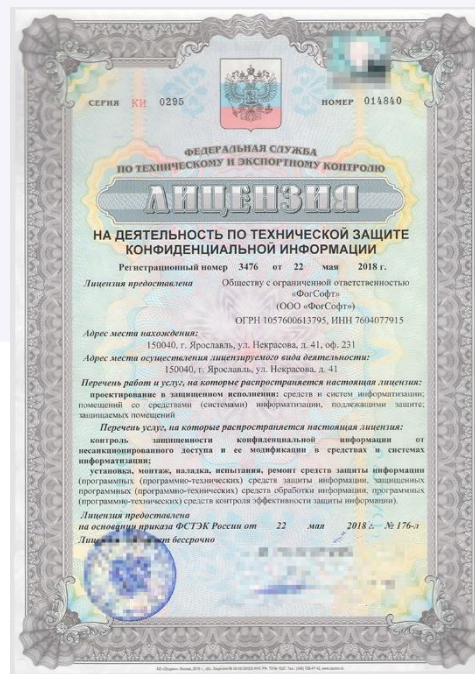 СЕРИЯ КИ 0295
НОМЕР 014840
ФЕДЕРАЛЬНАЯ СЛУЖБА
ПО ТЕХНИЧЕСКОМУ И ЭКСПОРТНОМУ КОНТРОЛЮ
ЛИЦЕНЗИЯ
НА ДЕЯТЕЛЬНОСТЬ ПО ТЕХНИЧЕСКОЙ ЗАЩИТЕ
КОНФИДЕНЦИАЛЬНОЙ ИНФОРМАЦИИ
Регистрационный номер 3476 от 22 мая 2018 г.
Лицензия предоставлена Обществу с ограниченной ответственностью
«ФогСофт»
(ООО «ФогСофт»)
ОГРН 1057600613795, ИНН 7604077915
Адрес места нахождения:
150040, г. Ярославль, ул. Некрасова, д. 41, оф. 231
Адрес места осуществления лицензируемого вида деятельности:
150040, г. Ярославль, ул. Некрасова, д. 41
Перечень работ и услуг, на которые распространяется настоящая лицензия:
проектирование в защищенном исполнении: средств и систем информатизации;
помещений со средствами (системами) информатизации, подлежащими защите;
защищаемых помещений
Перечень услуг, на которые распространяется настоящая лицензия:
контроль защищенности конфиденциальной информации от
несанкционированного доступа и ее модификации в средствах и системах
информатизации;
установка, монтаж, наладка, испытания, ремонт средств защиты информации
(программных (программно-технических) средств защиты информации, защищенных
программных (программно-технических) средств обработки информации, программных
(программно-технических) средств контроля эффективности защиты информации).
Лицензия предоставлена
на основании приказа ФСТЭК России от 22 мая 2018 г. № 176-л
бессрочно